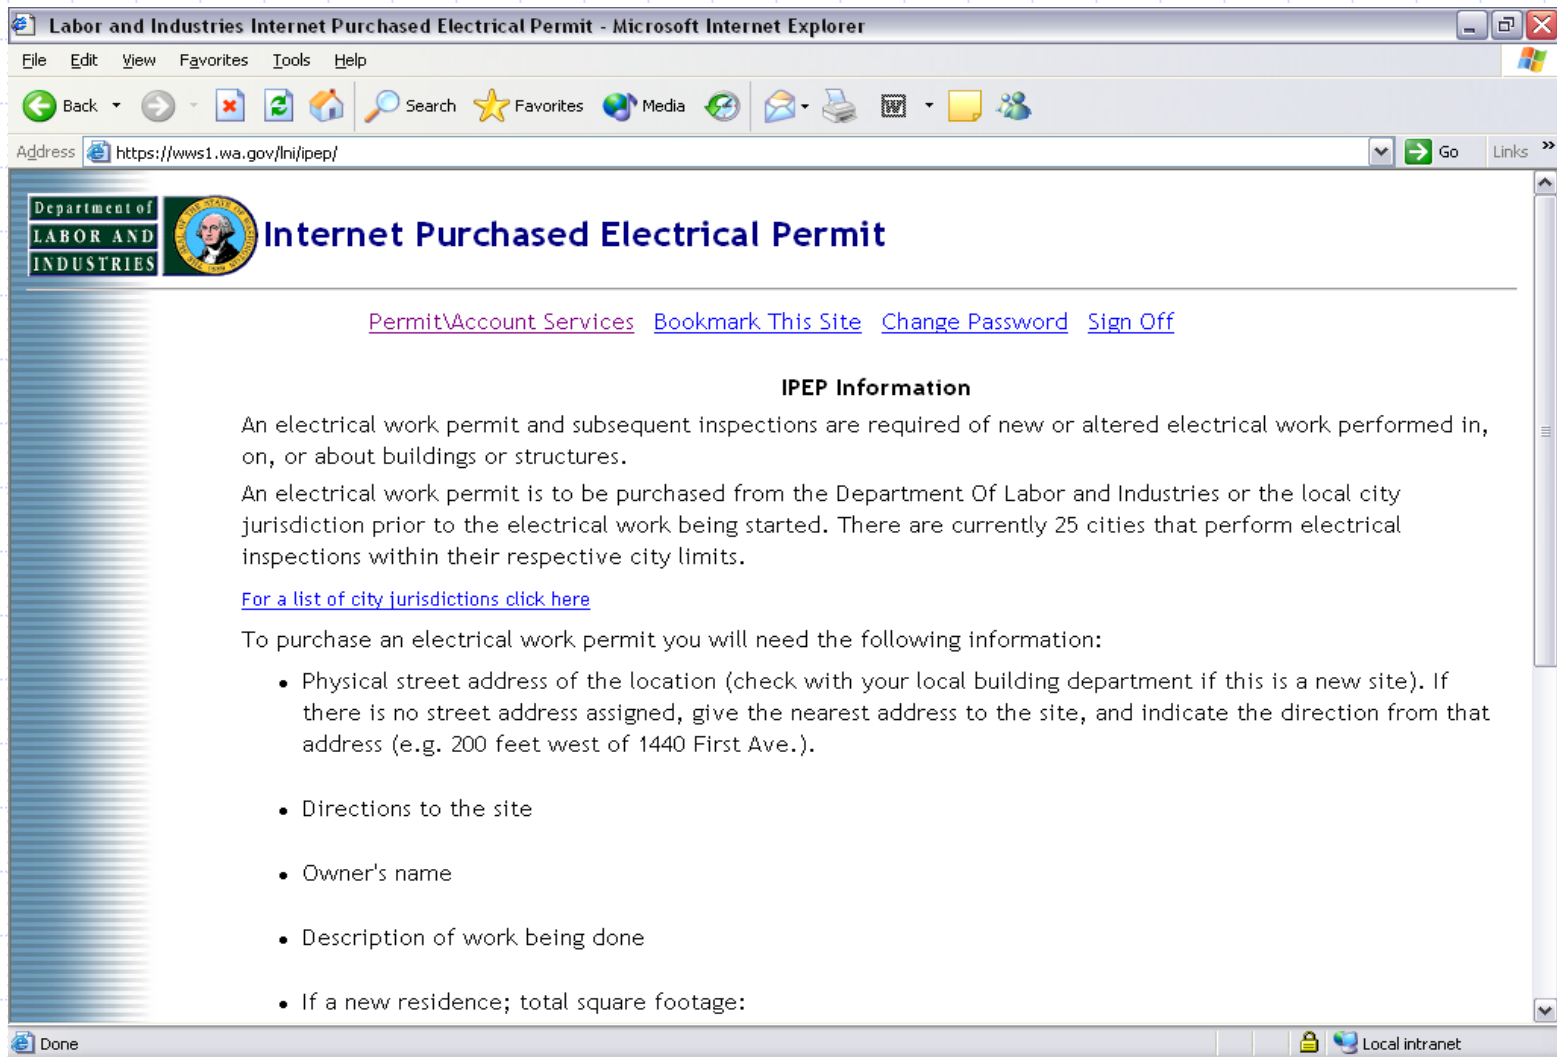 Labor and Industries Internet Purchased Electrical Permit - Microsoft Internet Explorer
File Edit View Favorites Tools Help
Back Search Favorites Media
Address https://wws1.wa.gov/lni/ipep/ Go Links »
Department of
LABOR AND
INDUSTRIES
Internet Purchased Electrical Permit
Permit\Account Services Bookmark This Site Change Password Sign Off
IPEP Information
An electrical work permit and subsequent inspections are required of new or altered electrical work performed in,
on, or about buildings or structures.
An electrical work permit is to be purchased from the Department Of Labor and Industries or the local city
jurisdiction prior to the electrical work being started. There are currently 25 cities that perform electrical
inspections within their respective city limits.
For a list of city jurisdictions click here
To purchase an electrical work permit you will need the following information:
• Physical street address of the location (check with your local building department if this is a new site). If
there is no street address assigned, give the nearest address to the site, and indicate the direction from that
address (e.g. 200 feet west of 1440 First Ave.).
• Directions to the site
• Owner's name
• Description of work being done
• If a new residence; total square footage:
Done Local intranet